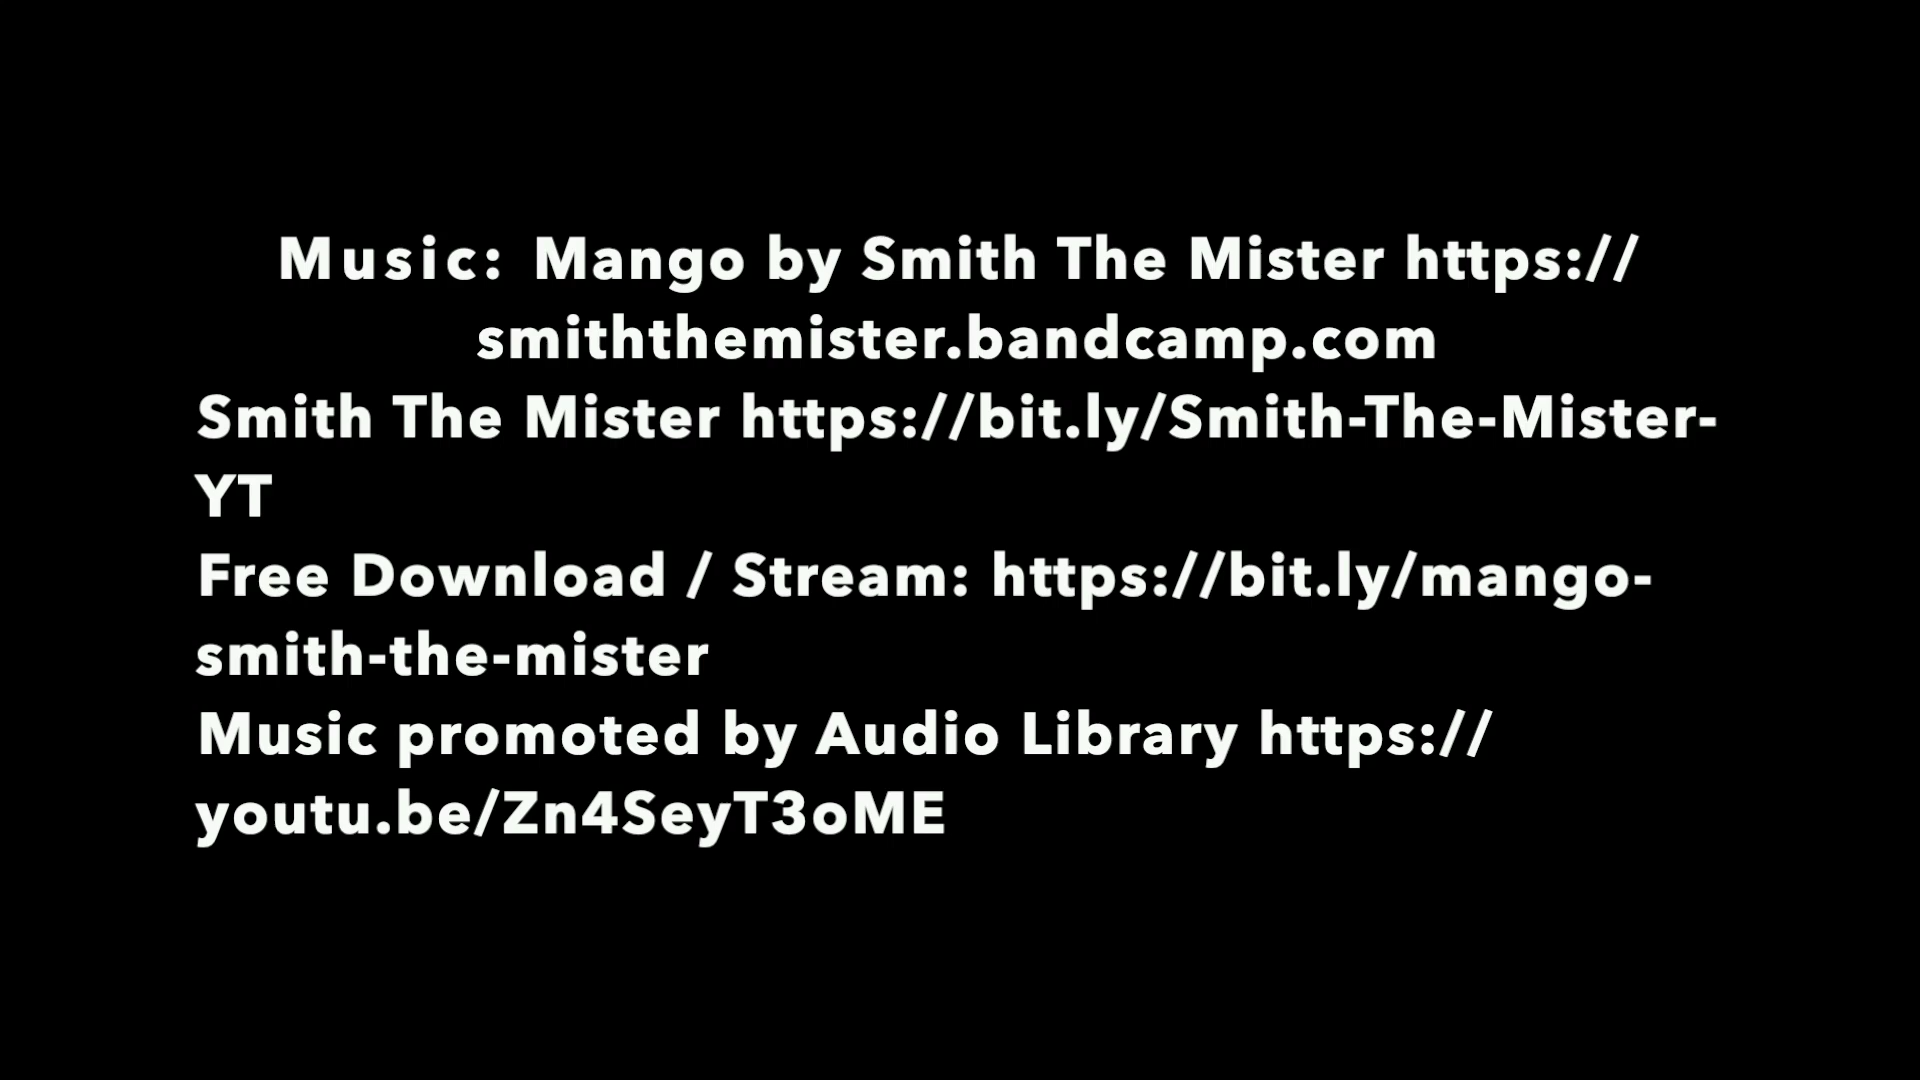 Music: Mango by Smith The Mister https://
smiththemister.bandcamp.com
Smith The Mister https://bit.ly/Smith-The-Mister-
YT
Free Download / Stream: https://bit.ly/mango-
smith-the-mister
Music promoted by Audio Library https://
youtu.be/Zn4SeyT3oME